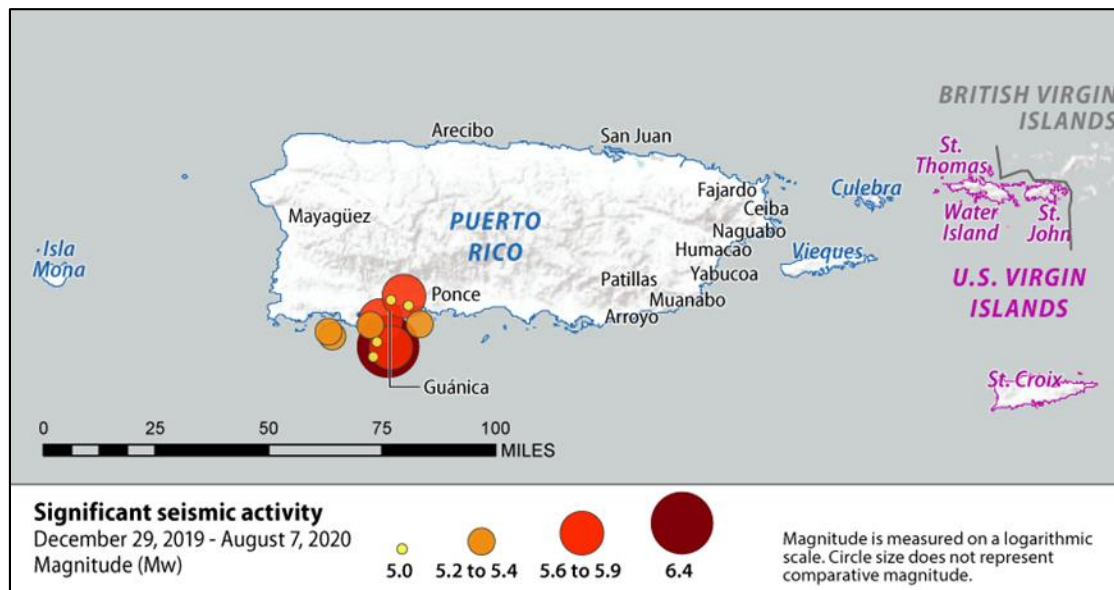 BRITISH VIRGIN
ISLANDS
Arecibo
San Juan
St.
Thomas
Fajardo
Culebra
Ceiba
Mayagüez
PUERTO
RICO
Water
Island
St.
John
Naguabo
Isla
Mona
Humacao
Vieques
Patillas
Yabucoa
U.S. VIRGIN
ISLANDS
Ponce
Muanabo
Arroyo
Guánica
St. Croix
0 25 50 75 100
MILES
Significant seismic activity
December 29, 2019 - August 7, 2020
Magnitude (Mw)
5.0
5.2 to 5.4
5.6 to 5.9
6.4
Magnitude is measured on a logarithmic
scale. Circle size does not represent
comparative magnitude.